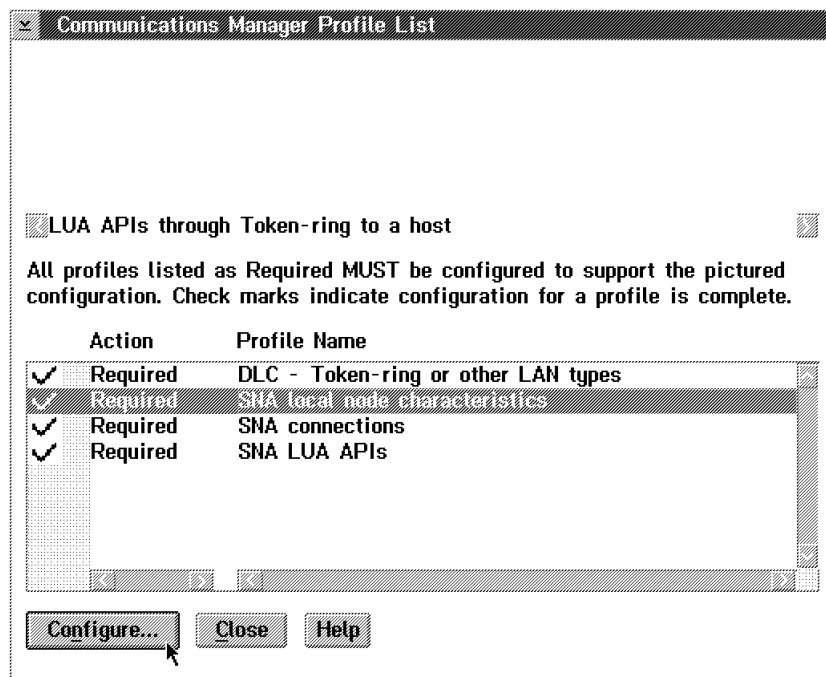 Communications Manager Profile List
LUA APIs through Token-ring to a host
All profiles listed as Required MUST be configured to support the pictured
configuration. Check marks indicate configuration for a profile is complete.
Action Profile Name
Required DLC - Token-ring or other LAN types
Required SNA local node characteristics
Required SNA connections
Required SNA LUA APIs
Configure... Close Help